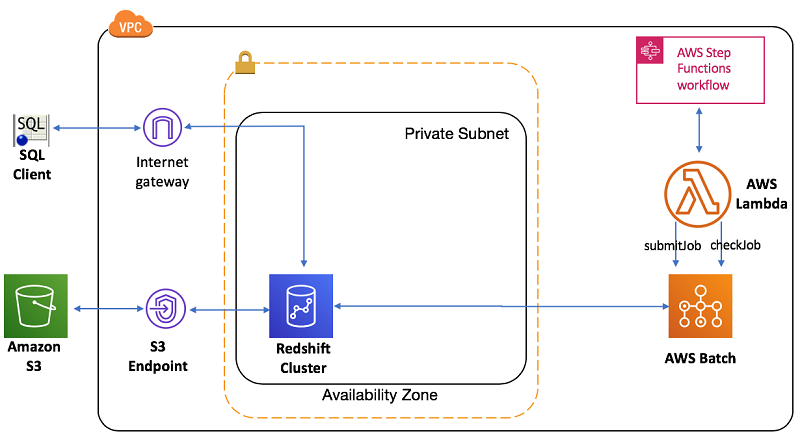 VPC
AWS Step
Functions
workflow
SQL
SQL
Client
Internet
gateway
Private Subnet
AWS
Lambda
submitJob
checkJob
Amazon
S3
S3
Endpoint
Redshift
Cluster
AWS Batch
Availability Zone